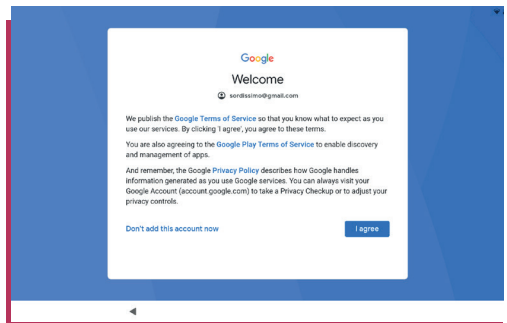 Google
Welcome
sordissimo@gmail.com
We publish the Google Terms of Service so that you know what to expect as you
use our services. By clicking 'I agree', you agree to these terms.
You are also agreeing to the Google Play Terms of Service to enable discovery
and management of apps.
And remember, the Google Privacy Policy describes how Google handles
information generated as you use Google services. You can always visit your
Google Account (account.google.com) to take a Privacy Checkup or to adjust your
privacy controls.
Don't add this account now
I agree